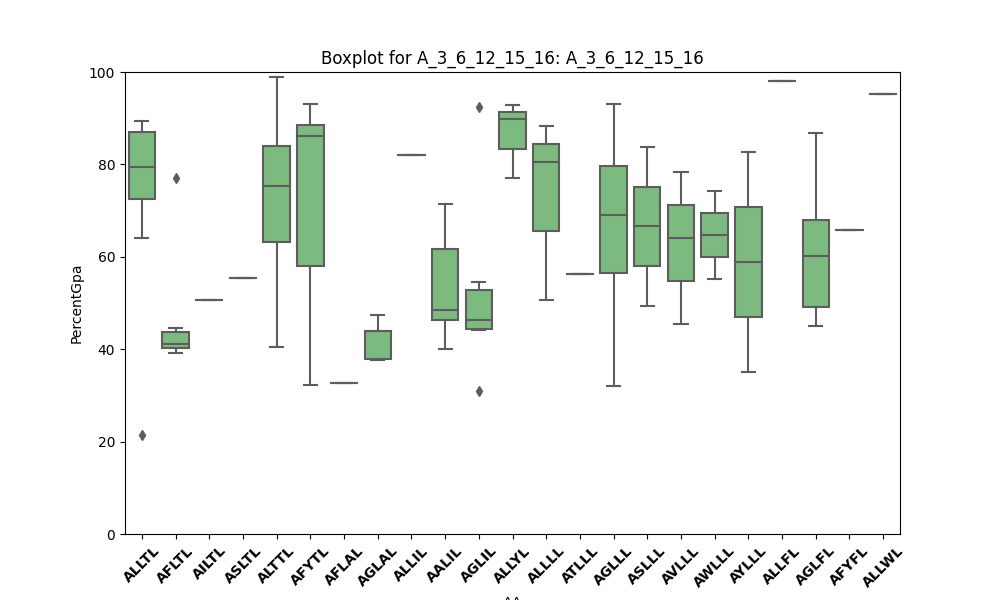 Boxplot for A_3_6_12_15_16: A_3_6_12_15_16
100
80
60
40
20
0
PercentGpa
ALLTL
AFLTL
AILTL
ASLTL
ALTTL
AFYTL
AFLAL
AGLAL
ALLIL
AALIL
AGLIL
ALLYL
ALLLL
ATLLL
AGLLL
ASLLL
AVLLL
AWLLL
AYLLL
ALLFL
AGLFL
AFYFL
ALLWL